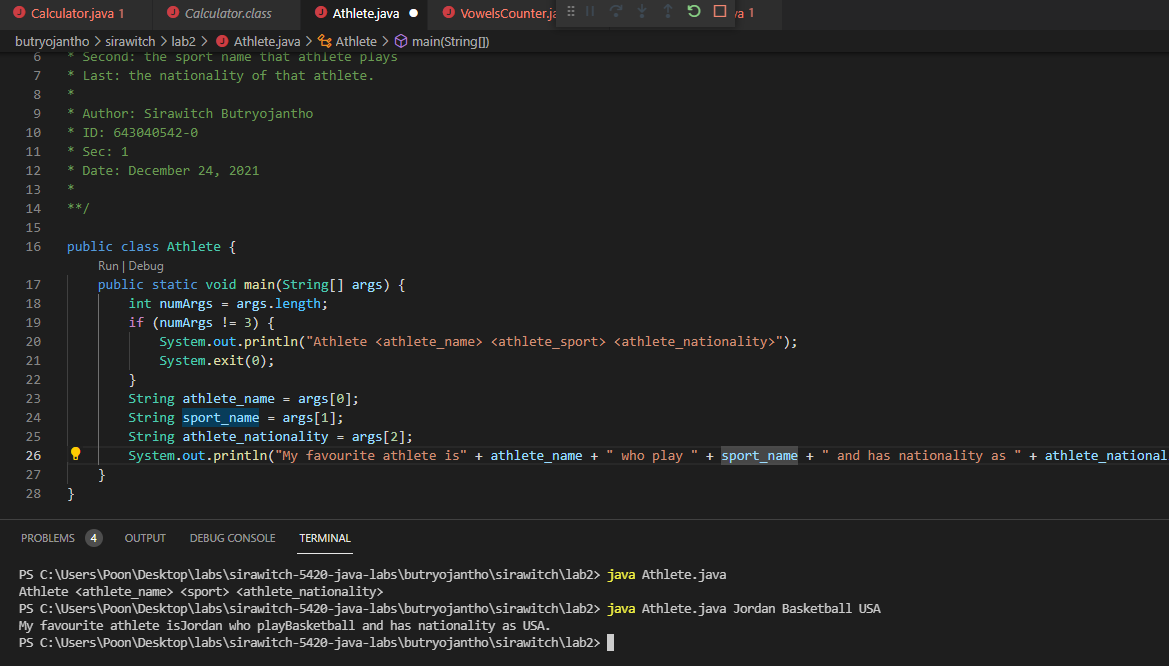 Calculator.java 1 Calculator.class Athlete.java VowelsCounter.ja va 1
butryojantho > sirawitch > lab2 > Athlete.java > Athlete > main(String[])
6 * Second: the sport name that athlete plays
7 * Last: the nationality of that athlete.
8 *
9 * Author: Sirawitch Butryojantho
10 * ID: 643040542-0
11 * Sec: 1
12 * Date: December 24, 2021
13 *
14 **/
15
16 public class Athlete {
Run | Debug
17 public static void main(String[] args) {
18 int numArgs = args.length;
19 if (numArgs != 3) {
20 System.out.println("Athlete <athlete_name> <athlete_sport> <athlete_nationality>");
21 System.exit(0);
22 }
23 String athlete_name = args[0];
24 String sport_name = args[1];
25 String athlete_nationality = args[2];
26 System.out.println("My favourite athlete is" + athlete_name + " who play " + sport_name + " and has nationality as " + athlete_national
27 }
28 }
PROBLEMS 4 OUTPUT DEBUG CONSOLE TERMINAL
PS C:\Users\Poon\Desktop\labs\sirawitch-5420-java-labs\butryojantho\sirawitch\lab2> java Athlete.java
Athlete <athlete_name> <sport> <athlete_nationality>
PS C:\Users\Poon\Desktop\labs\sirawitch-5420-java-labs\butryojantho\sirawitch\lab2> java Athlete.java Jordan Basketball USA
My favourite athlete isJordan who playBasketball and has nationality as USA.
PS C:\Users\Poon\Desktop\labs\sirawitch-5420-java-labs\butryojantho\sirawitch\lab2>